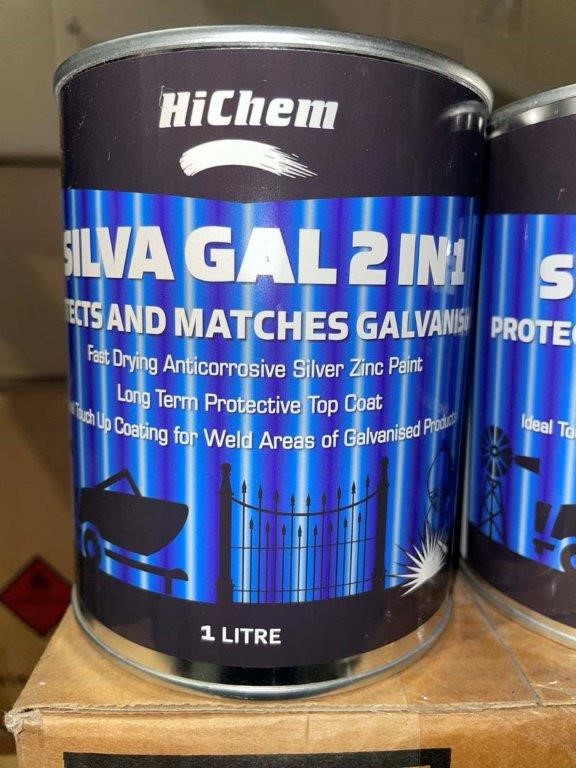 HiChem
SILVA GAL 2 IN 1
TECTS AND MATCHES GALVANIS
Fast Drying Anticorrosive Silver Zinc Paint
Long Term Protective Top Coat
Touch Up Coating for Weld Areas of Galvanised Products
1 LITRE
S
PROTEC
Ideal To